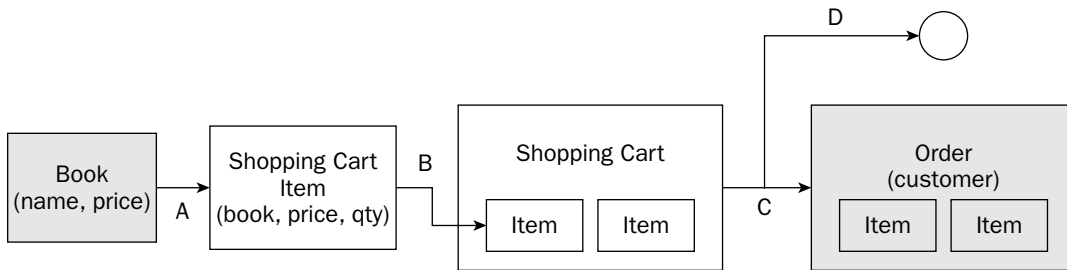 D
Book
(name, price)
A
Shopping Cart
Item
(book, price, qty)
B
Shopping Cart
Item
Item
C
Order
(customer)
Item
Item